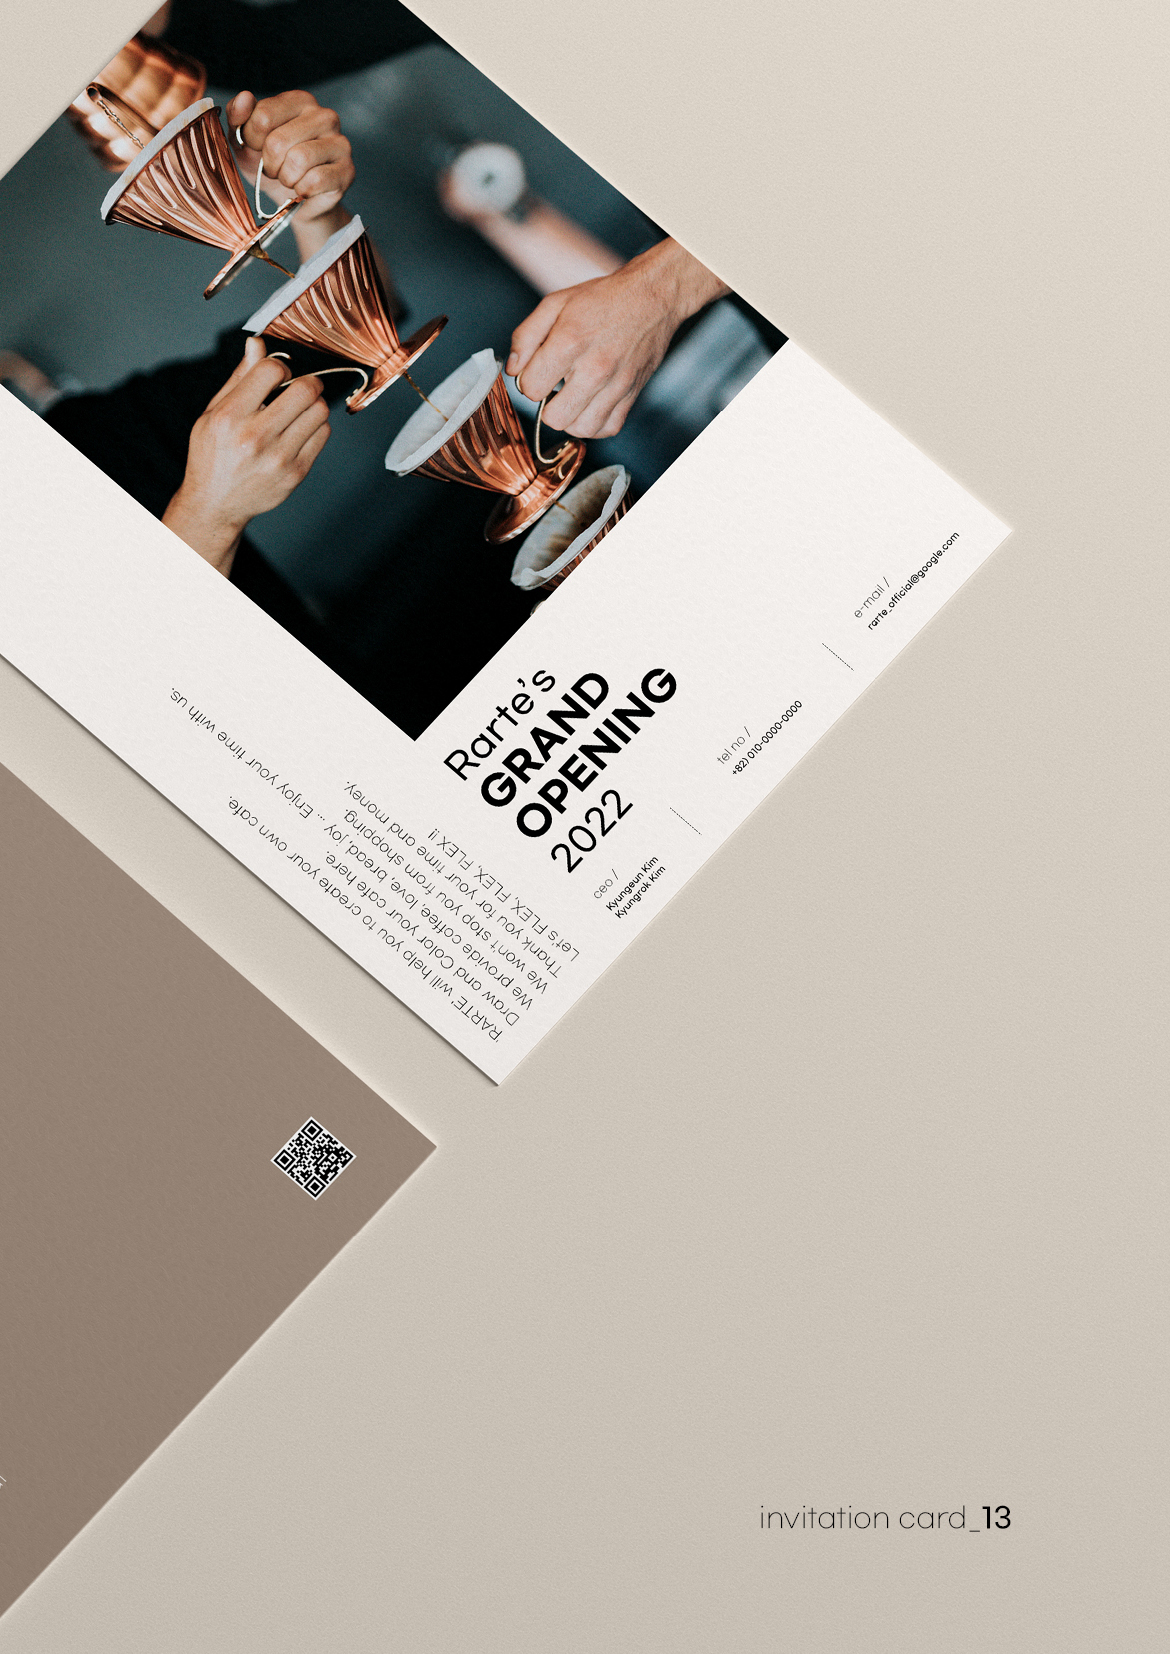 Rarte's
GRAND
OPENING
2022
ceo /
Kyungeun Kim
Kyungrok Kim
tel no /
+82) 010-0000-0000
e-mail /
rarte_official@google.com
'RARTE' will help you to create your own cafe.
Draw and Color your cafe here.
We provide coffee, love, bread, joy ... Enjoy your time with us.
We won't stop you from shopping.
Thank you for your time and money.
Let's FLEX, FLEX, FLEX !!
invitation card_13